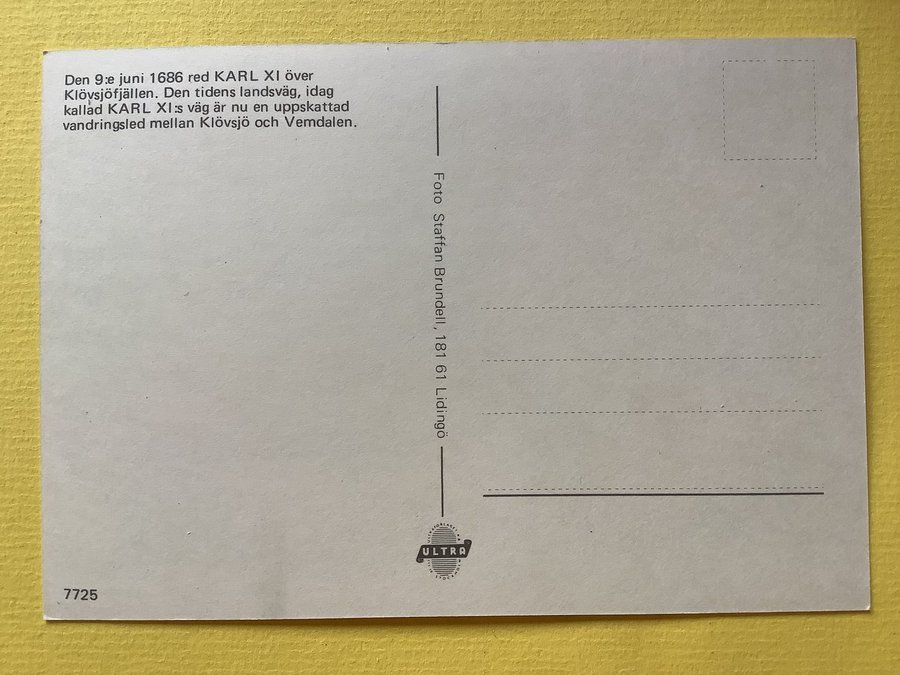 Den 9:e juni 1686 red KARL XI över
Klövsjöfjällen. Den tidens landsväg, idag
kallad KARL XI:s väg är nu en uppskattad
vandringsled mellan Klövsjö och Vemdalen.
Foto Staffan Brundell, 181 61 Lidingö
ULTRA
7725